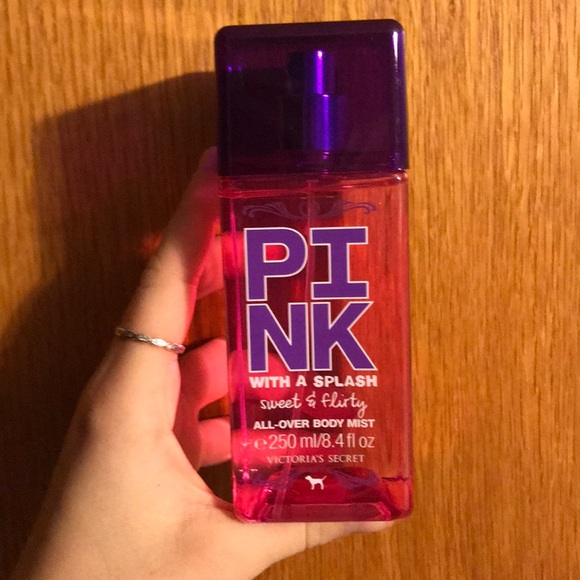 PI
NK
WITH A SPLASH
sweet & flirty
ALL-OVER BODY MIST
℮ 250 ml/8.4 fl oz
VICTORIA'S SECRET